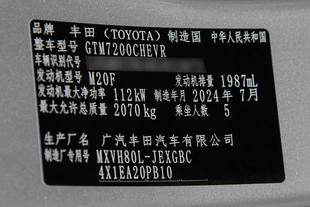 品牌 丰田 (TOYOTA) 制造国 中华人民共和国
整车型号 GTM7200CHEVR
车辆识别代号
发动机型号 M20F 发动机排量 1987mL
发动机最大净功率 112kW 制造年月 2024年7月
最大允许总质量 2070kg 乘坐人数 5
生产厂名 广汽丰田汽车有限公司
制造厂专用号 MXVH80L-JEXGBC
4X1EA20PB10